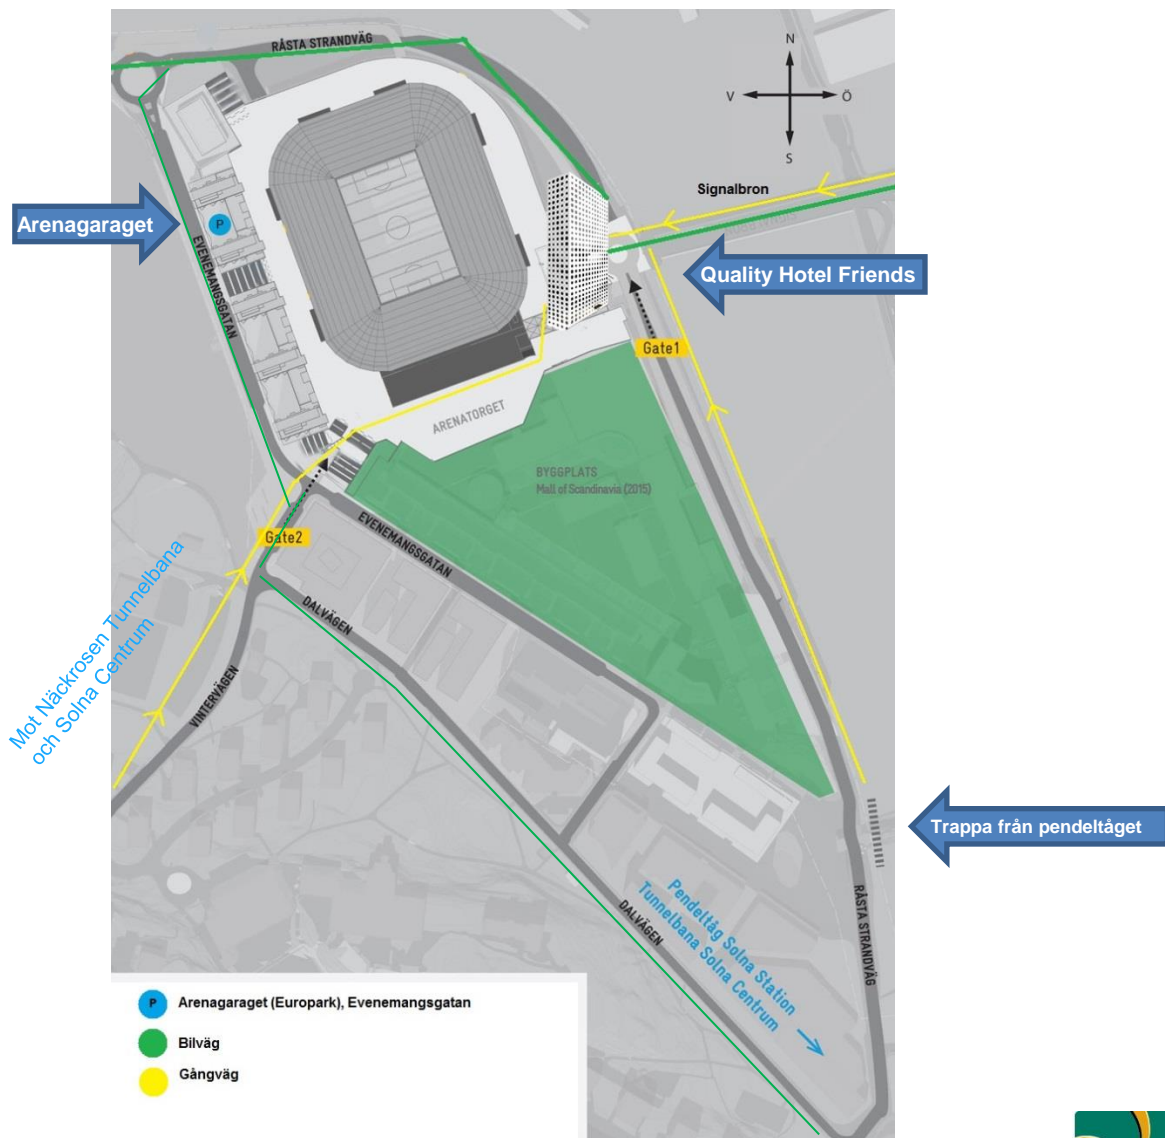 RÅSTA STRANDVÄG
N
V
Ö
S
Signalbron
Arenagaraget
P
EVENEMANGSGATAN
Quality Hotel Friends
Gate1
ARENATORGET
BYGGPLATS
Mall of Scandinavia (2015)
Gate2
EVENEMANGSGATAN
Mot Näckrosen Tunnelbana
och Solna Centrum
DALVÄGEN
VINTERVÄGEN
Trappa från pendeltåget
Pendeltåg Solna Station
Tunnelbana Solna Centrum
DALVÄGEN
RÅSTA STRANDVÄG
P
Arenagaraget (Europark), Evenemangsgatan
Bilväg
Gångväg